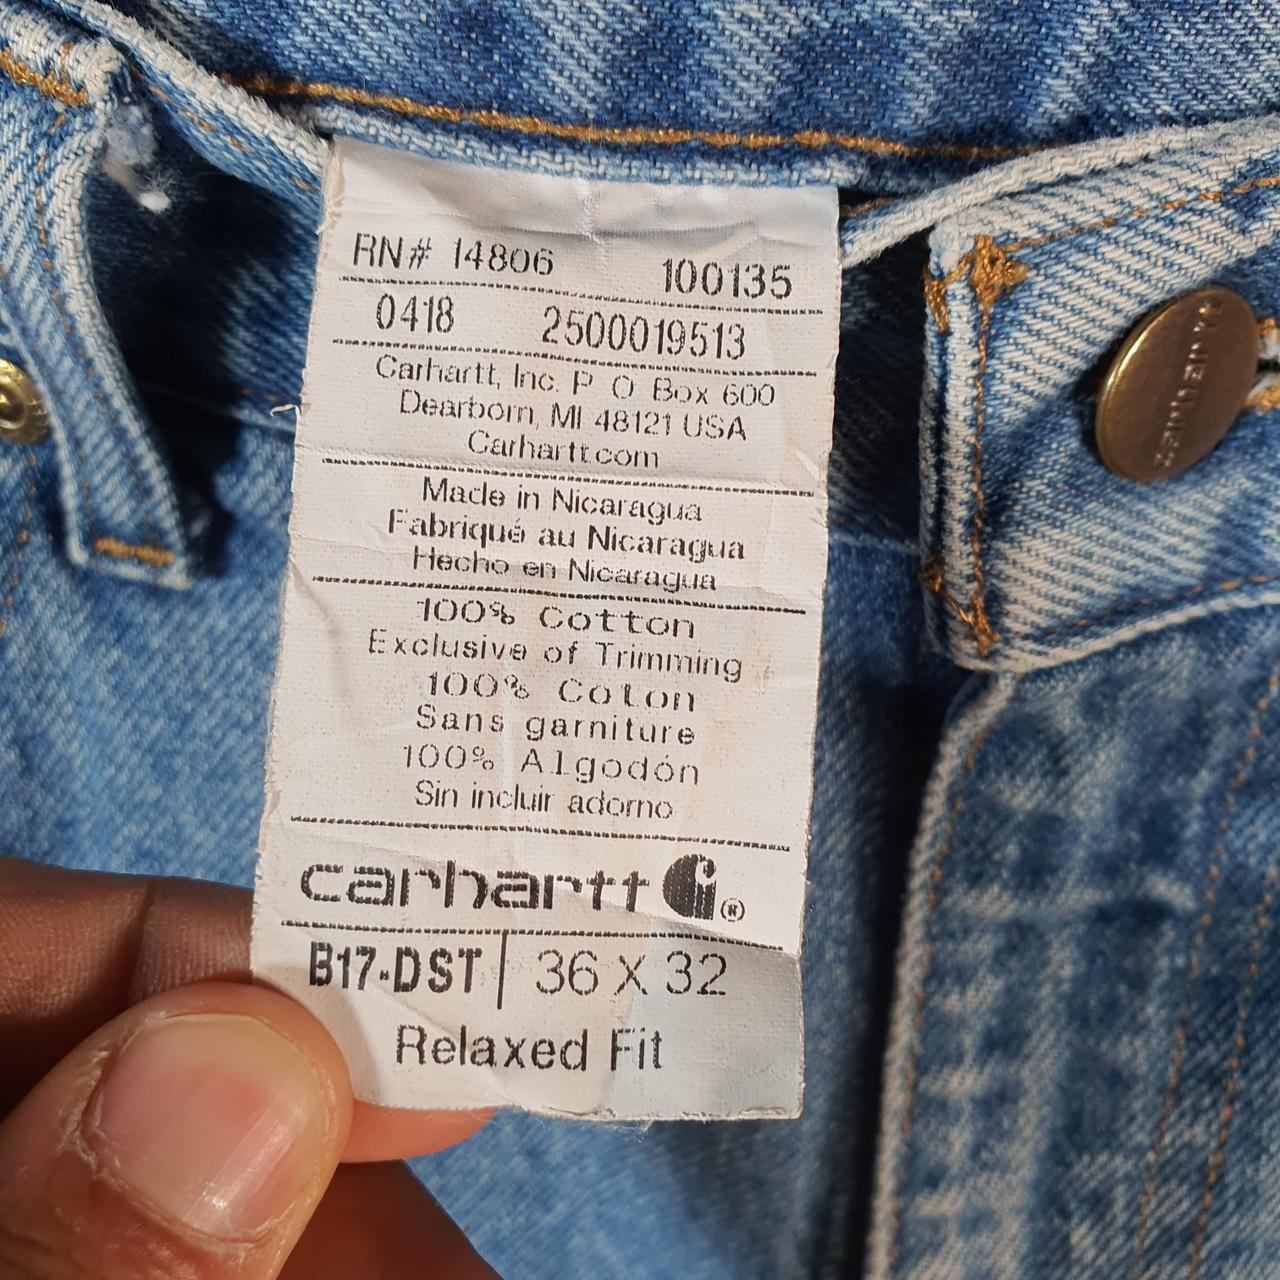 RN# 14806 100135
0418 2500019513
Carhartt, Inc. P O Box 600
Dearborn, MI 48121 USA
Carhartt.com
Made in Nicaragua
Fabriqué au Nicaragua
Hecho en Nicaragua
100% Cotton
Exclusive of Trimming
100% Coton
Sans garniture
100% Algodón
Sin incluir adorno
carhartt ®
B17-DST | 36 X 32
Relaxed Fit